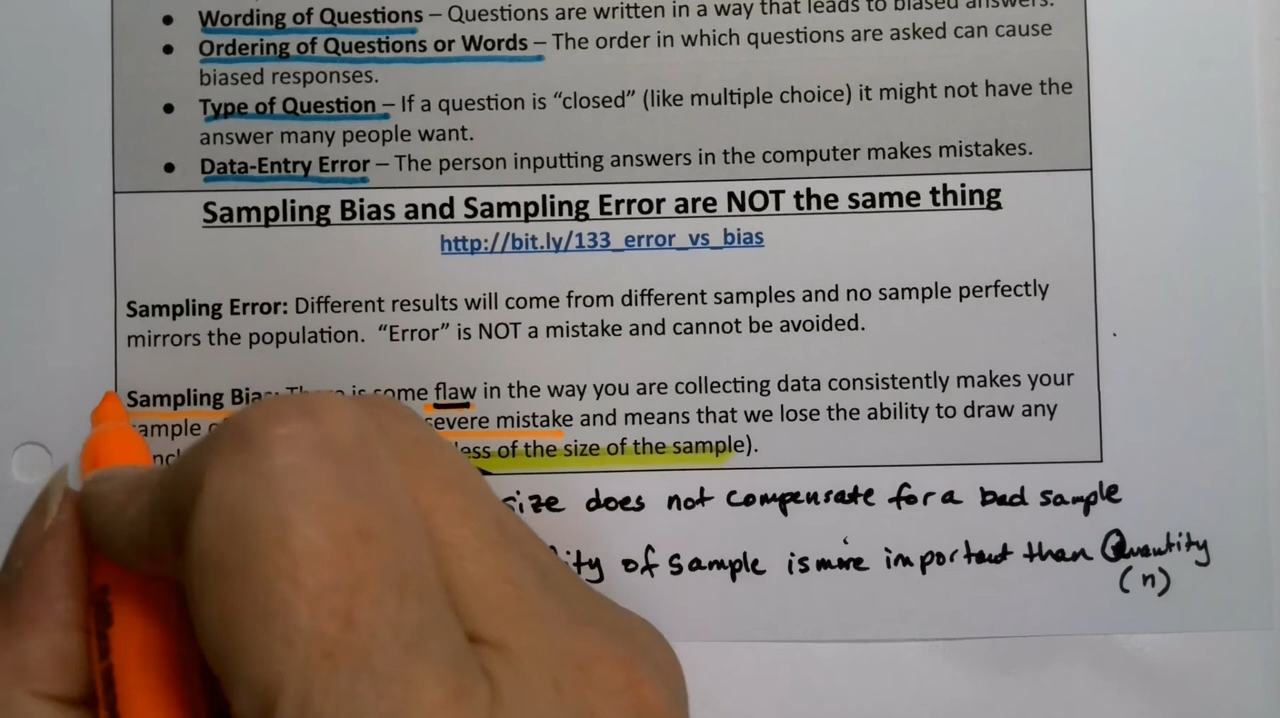 Wording of Questions – Questions are written in a way that leads to biased answers.
Ordering of Questions or Words – The order in which questions are asked can cause
biased responses.
Type of Question – If a question is "closed" (like multiple choice) it might not have the
answer many people want.
Data-Entry Error – The person inputting answers in the computer makes mistakes.
Sampling Bias and Sampling Error are NOT the same thing
http://bit.ly/133_error_vs_bias
Sampling Error: Different results will come from different samples and no sample perfectly
mirrors the population. "Error" is NOT a mistake and cannot be avoided.
Sampling Bias: There is some flaw in the way you are collecting data consistently makes your
severe mistake and means that we lose the ability to draw any
of the size of the sample).
size does not compensate for a bad sample
of sample is more important than Quantity
(n)